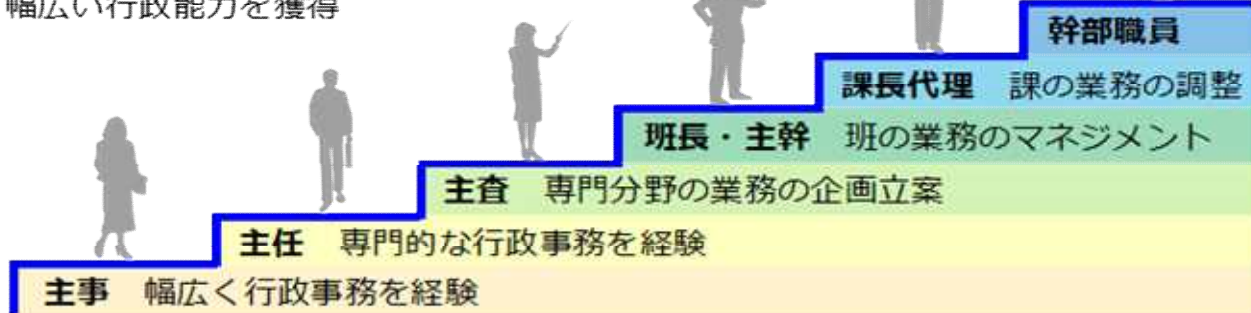 幅広い行政能力を獲得
幹部職員
課長代理 課の業務の調整
班長・主幹 班の業務のマネジメント
主査 専門分野の業務の企画立案
主任 専門的な行政事務を経験
主事 幅広く行政事務を経験